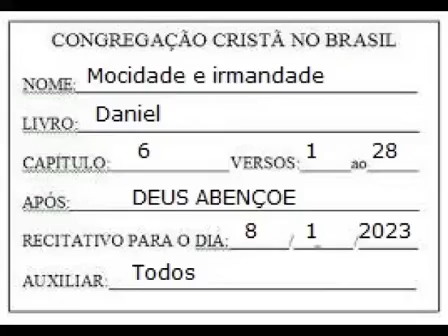 CONGREGAÇÃO CRISTÃ NO BRASIL
NOME: Mocidade e irmandade
LIVRO: Daniel
CAPÍTULO: 6 VERSOS: 1 ao 28
APÓS: DEUS ABENÇOE
RECITATIVO PARA O DIA: 8 / 1 / 2023
AUXILIAR: Todos